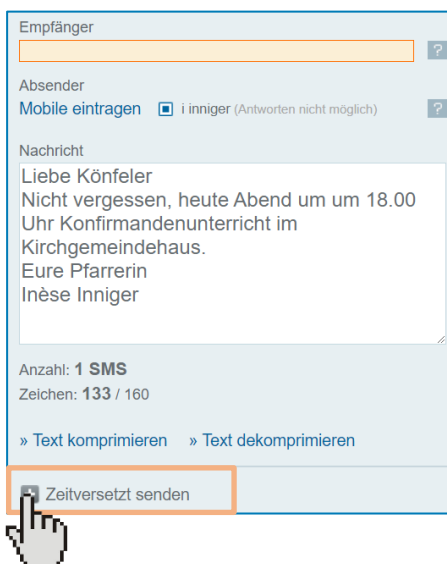 Empfänger
?
Absender
Mobile eintragen i inniger (Antworten nicht möglich) ?
Nachricht
Liebe Könfeler
Nicht vergessen, heute Abend um um 18.00
Uhr Konfirmandenunterricht im
Kirchgemeindehaus.
Eure Pfarrerin
Inèse Inniger
Anzahl: 1 SMS
Zeichen: 133 / 160
» Text komprimieren » Text dekomprimieren
Zeitversetzt senden